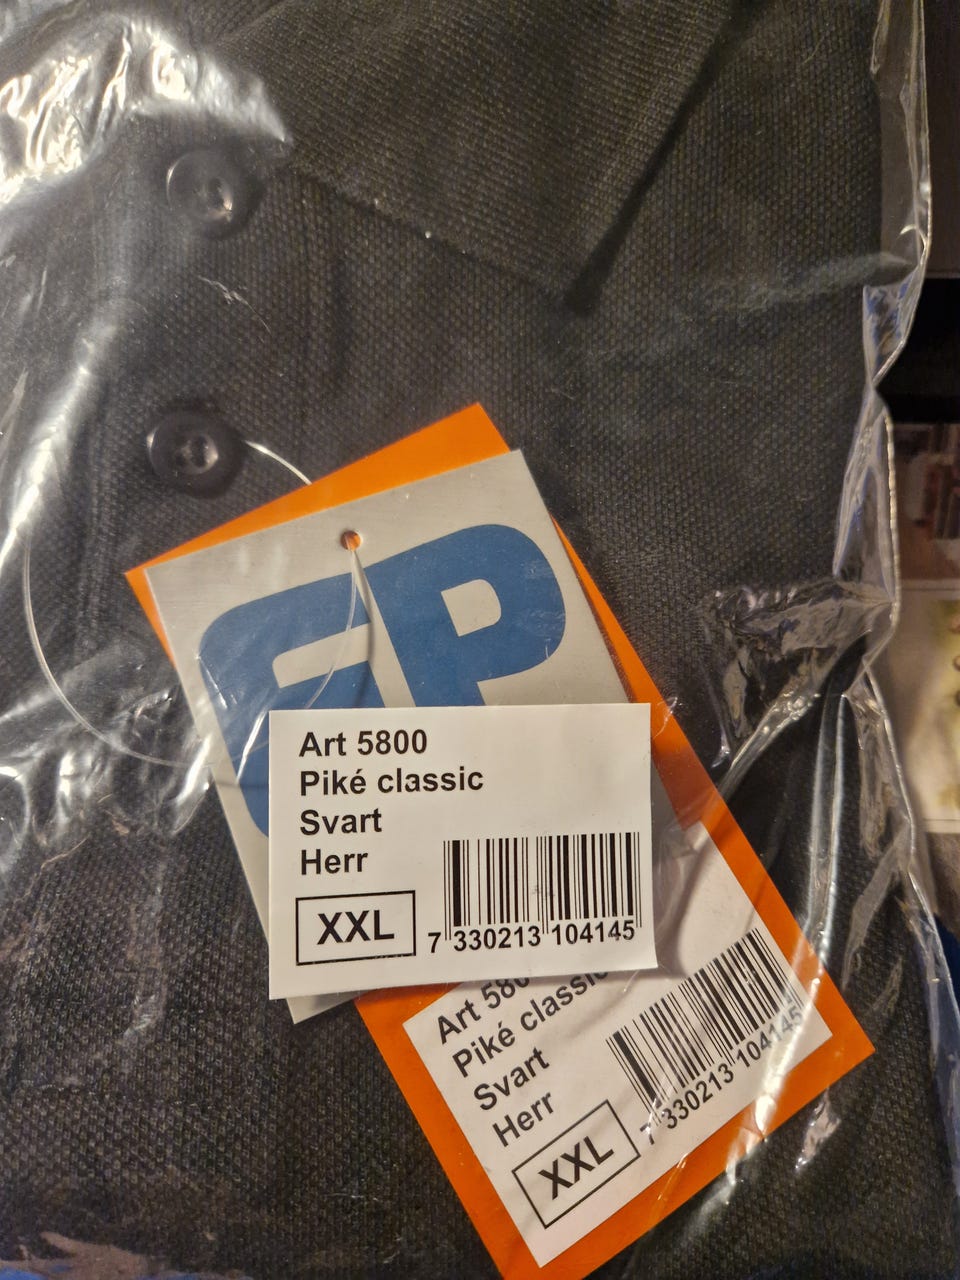 FP
Art 5800
Piké classic
Svart
Herr
XXL
7 330213 104145
Art 580
Piké classic
Svart
Herr
XXL
7 330213 104145